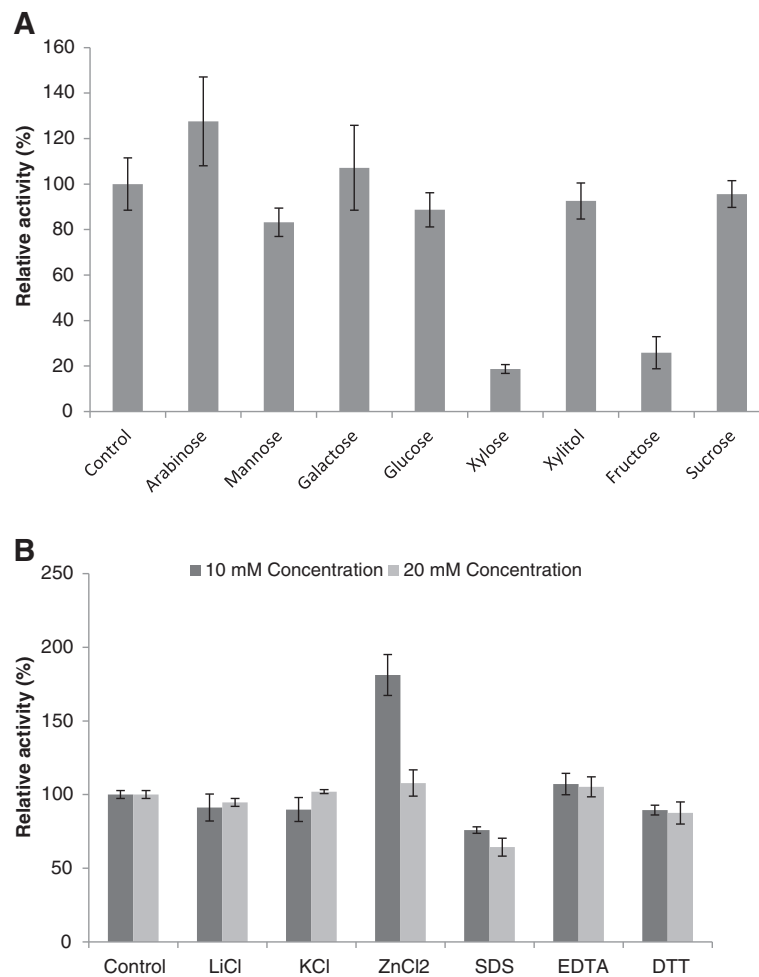 A
Relative activity (%)
160
140
120
100
80
60
40
20
0
Control
Arabinose
Mannose
Galactose
Glucose
Xylose
Xylitol
Fructose
Sucrose
B
10 mM Concentration 20 mM Concentration
Relative activity (%)
250
200
150
100
50
0
Control LiCl KCl ZnCl2 SDS EDTA DTT